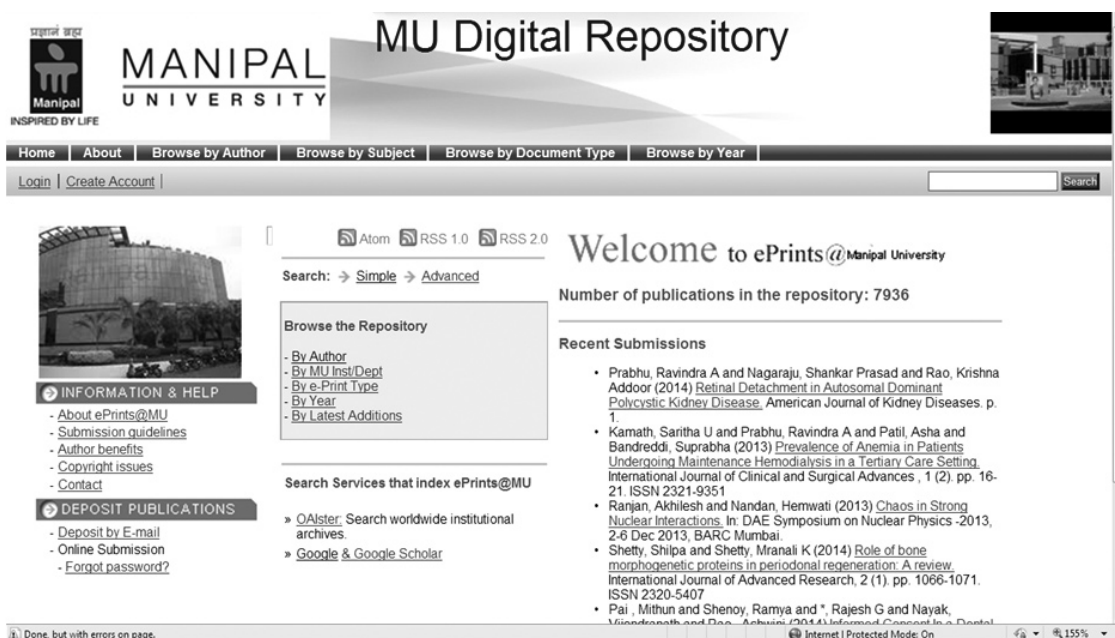 प्रज्ञानं ब्रह्म
Manipal
INSPIRED BY LIFE
MANIPAL
UNIVERSITY
MU Digital Repository
Home About Browse by Author Browse by Subject Browse by Document Type Browse by Year
Login | Create Account |
Search
Atom RSS 1.0 RSS 2.0
Search: Simple Advanced
Browse the Repository
- By Author
- By MU Inst/Dept
- By e-Print Type
- By Year
- By Latest Additions
INFORMATION & HELP
- About ePrints@MU
- Submission guidelines
- Author benefits
- Copyright issues
- Contact
DEPOSIT PUBLICATIONS
- Deposit by E-mail
- Online Submission
- Forgot password?
Search Services that index ePrints@MU
» OAIster: Search worldwide institutional
archives.
» Google & Google Scholar
Welcome to ePrints@Manipal University
Number of publications in the repository: 7936
Recent Submissions
• Prabhu, Ravindra A and Nagaraju, Shankar Prasad and Rao, Krishna
Addoor (2014) Retinal Detachment in Autosomal Dominant
Polycystic Kidney Disease. American Journal of Kidney Diseases. p.
1.
• Kamath, Saritha U and Prabhu, Ravindra A and Patil, Asha and
Bandreddi, Suprabha (2013) Prevalence of Anemia in Patients
Undergoing Maintenance Hemodialysis in a Tertiary Care Setting.
International Journal of Clinical and Surgical Advances , 1 (2). pp. 16-
21. ISSN 2321-9351
• Ranjan, Akhilesh and Nandan, Hemwati (2013) Chaos in Strong
Nuclear Interactions. In: DAE Symposium on Nuclear Physics -2013,
2-6 Dec 2013, BARC Mumbai.
• Shetty, Shilpa and Shetty, Mranali K (2014) Role of bone
morphogenetic proteins in periodonal regeneration: A review.
International Journal of Advanced Research, 2 (1). pp. 1066-1071.
ISSN 2320-5407
• Pai , Mithun and Shenoy, Ramya and *, Rajesh G and Nayak,
Done, but with errors on page.
Internet | Protected Mode: On
155%